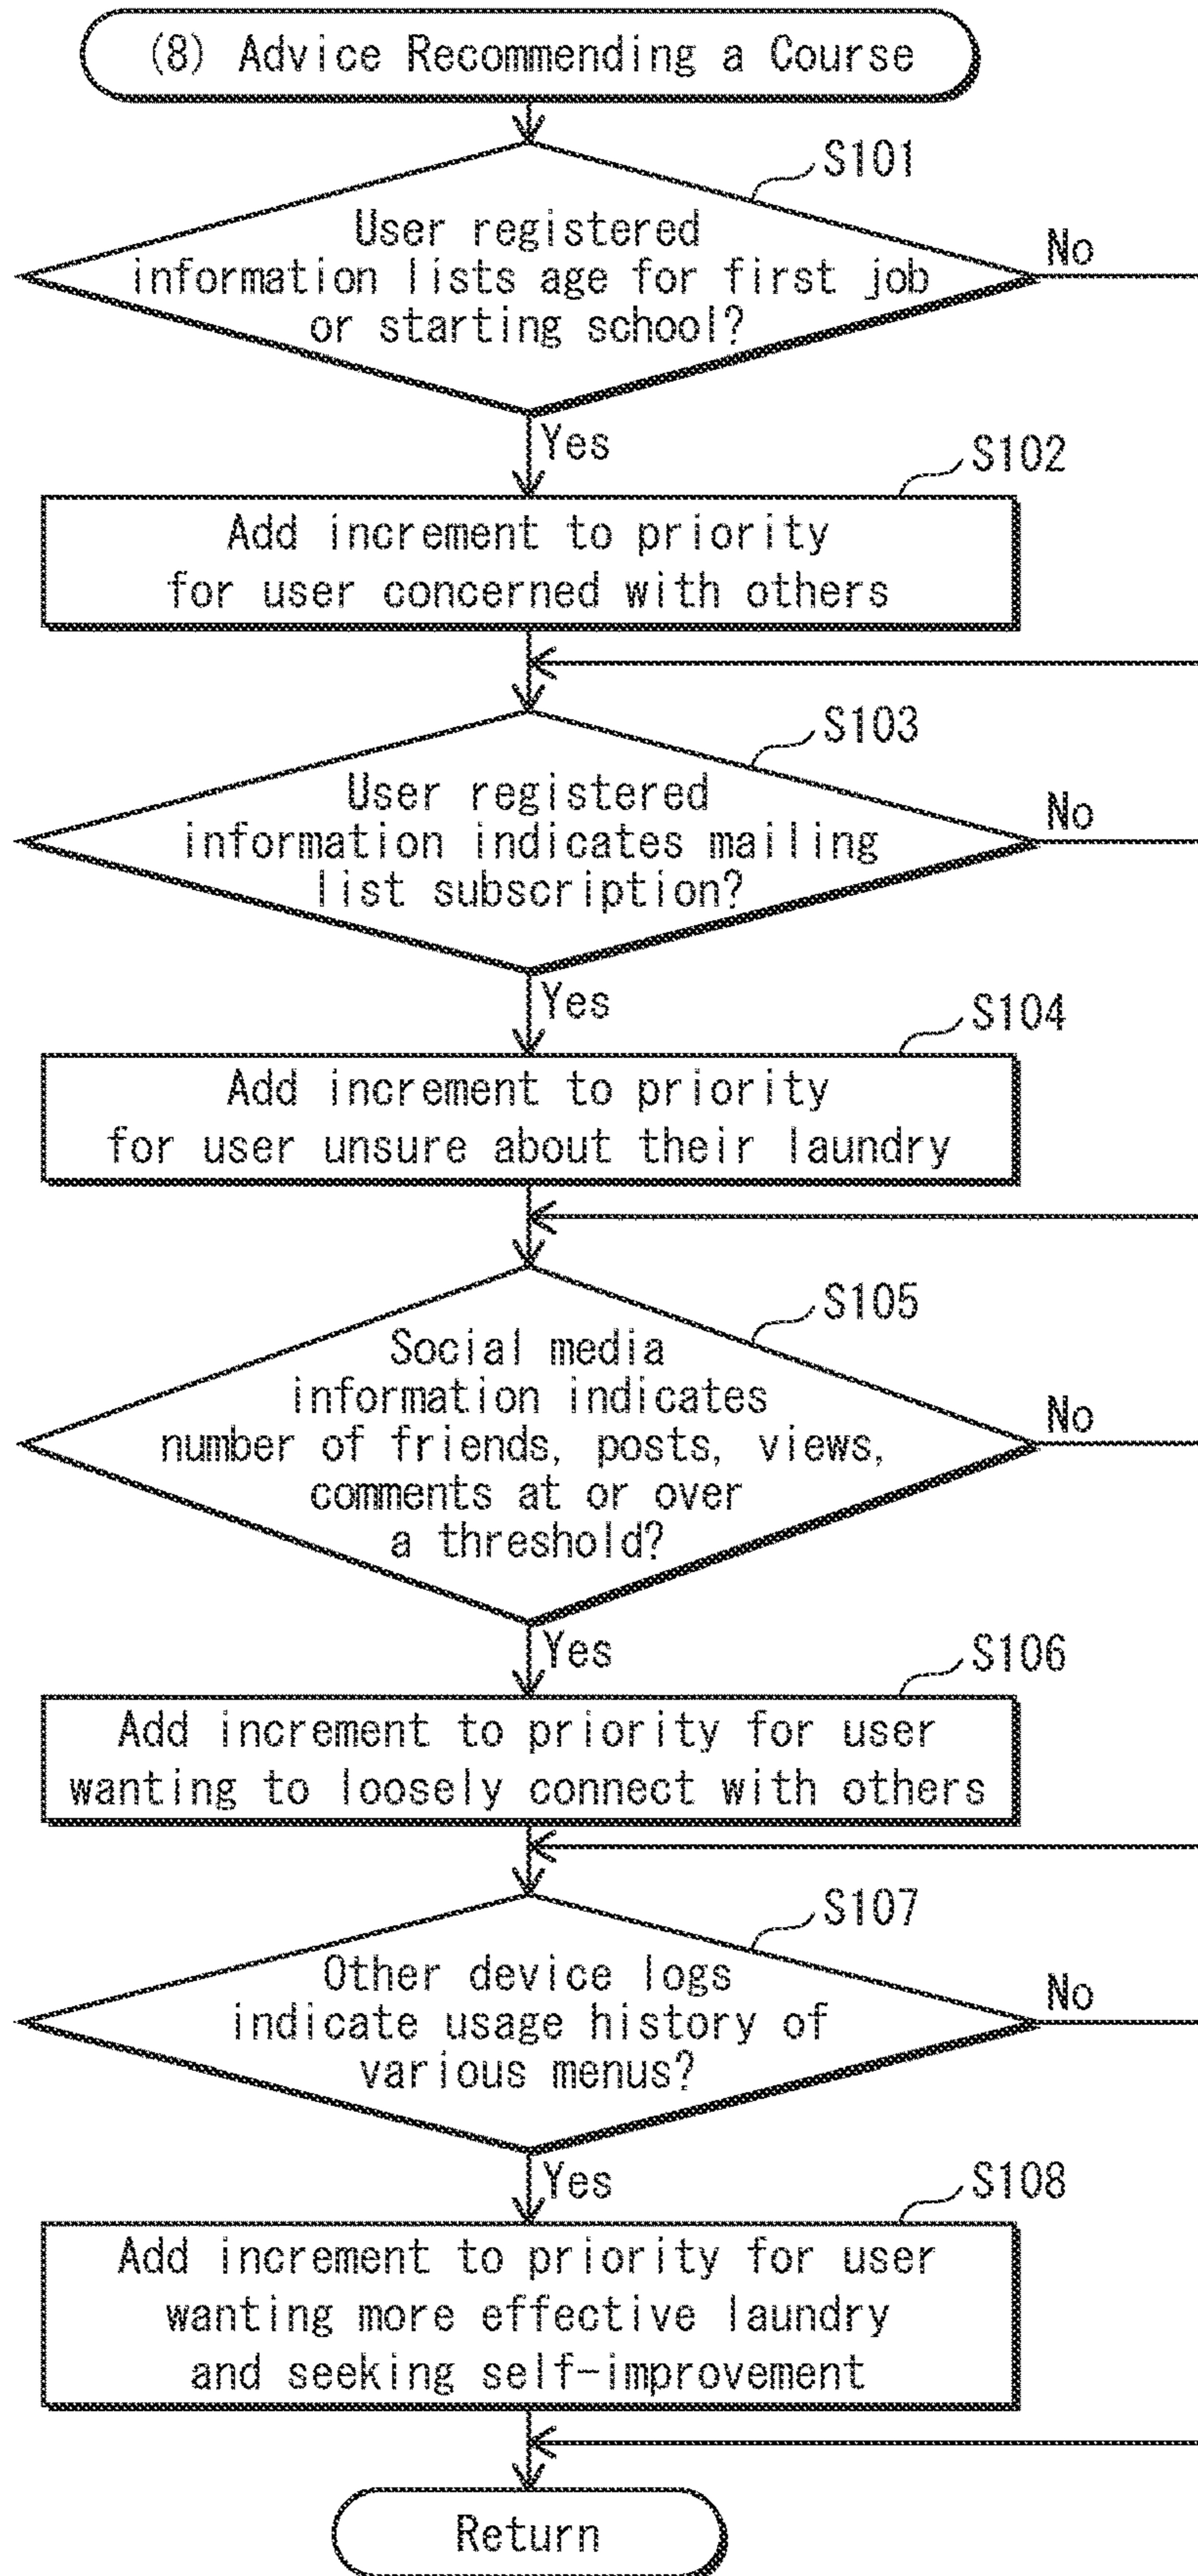 (8) Advice Recommending a Course
S101
User registered
information lists age for first job
or starting school?
No
Yes
S102
Add increment to priority
for user concerned with others
S103
User registered
information indicates mailing
list subscription?
No
Yes
S104
Add increment to priority
for user unsure about their laundry
S105
Social media
information indicates
number of friends, posts, views,
comments at or over
a threshold?
No
Yes
S106
Add increment to priority for user
wanting to loosely connect with others
S107
Other device logs
indicate usage history of
various menus?
No
Yes
S108
Add increment to priority for user
wanting more effective laundry
and seeking self-improvement
Return